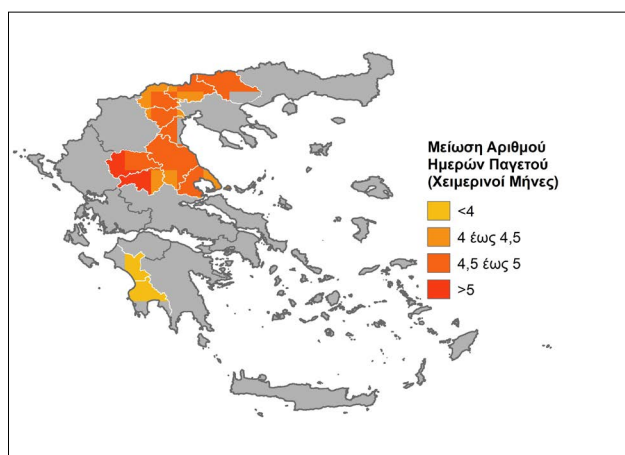 Μείωση Αριθμού
Ημερών Παγετού
(Χειμερινοί Μήνες)
<4
4 έως 4,5
4,5 έως 5
>5